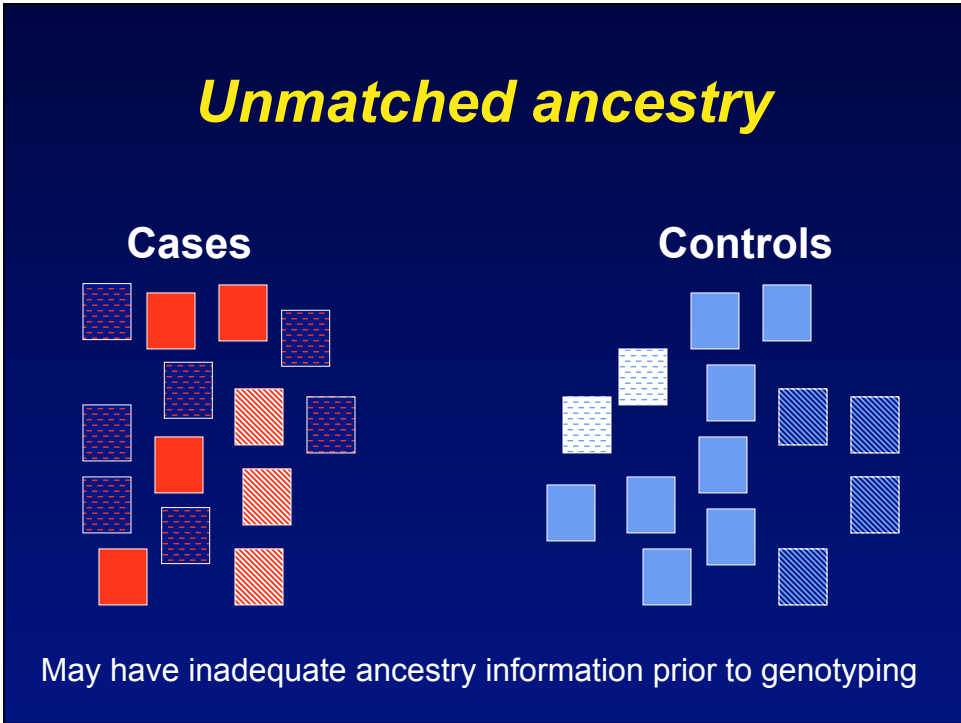 Unmatched ancestry
Cases
Controls
May have inadequate ancestry information prior to genotyping